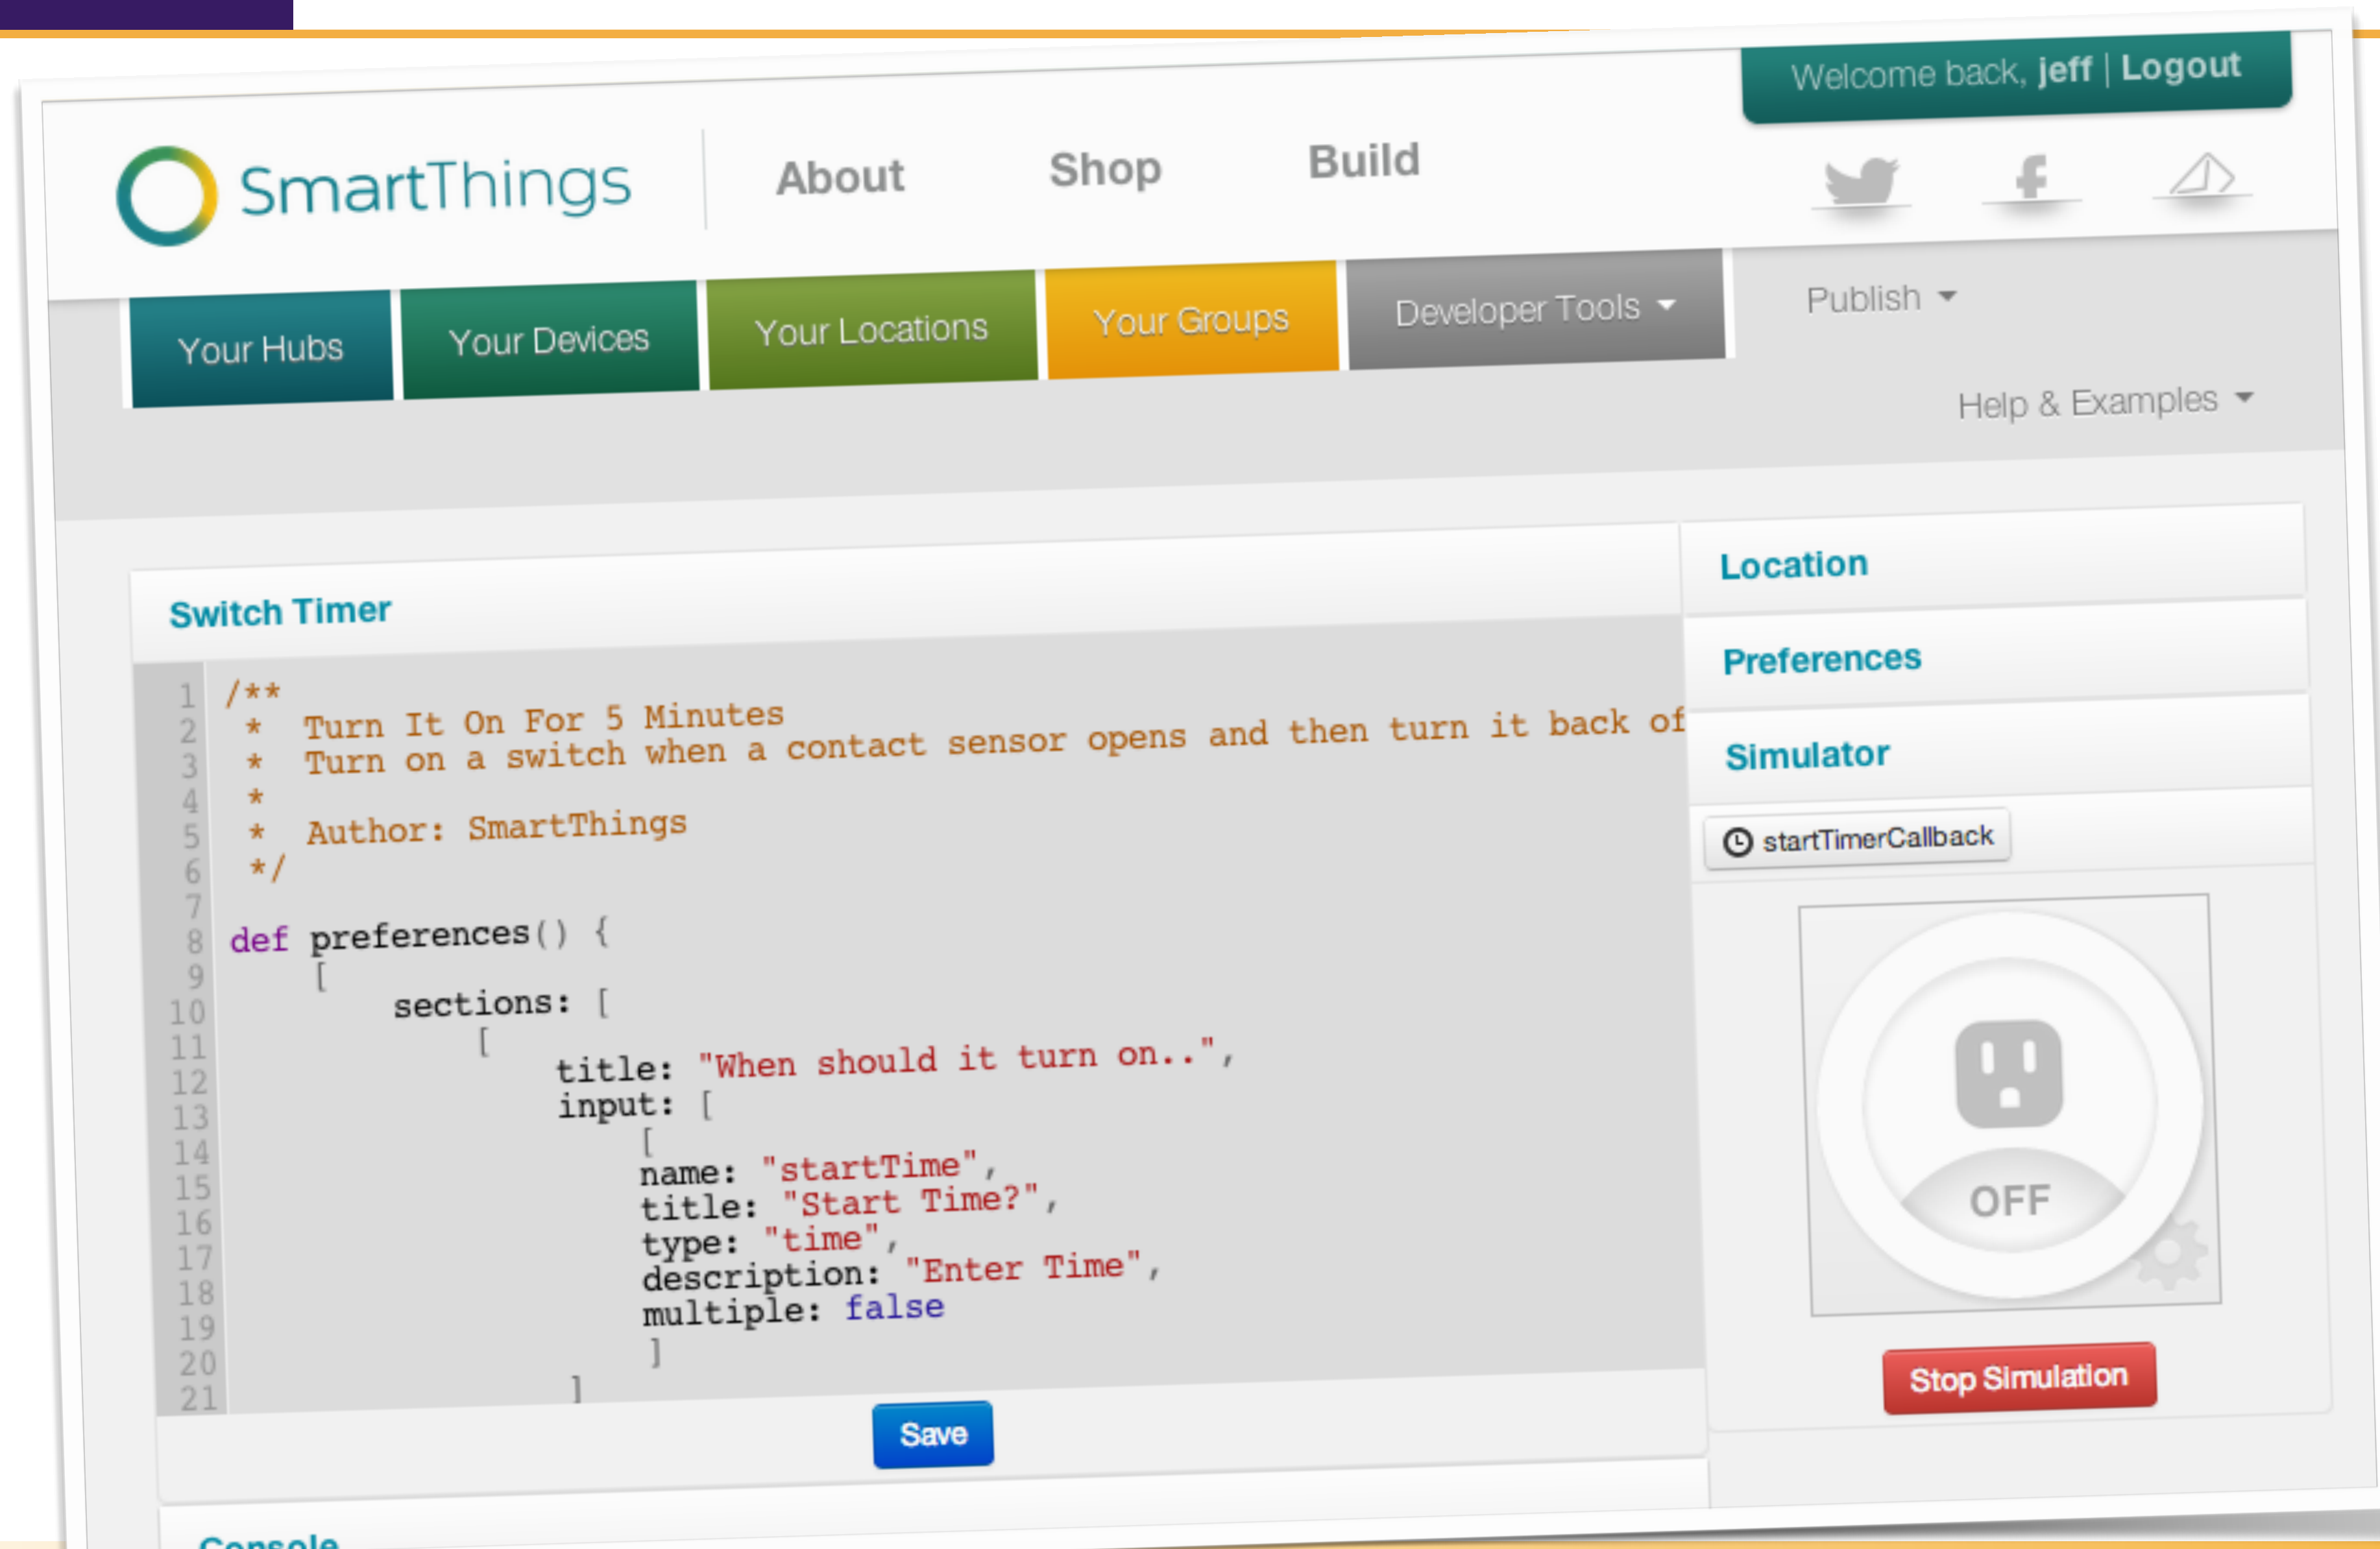 Welcome back, jeff | Logout
SmartThings
About
Shop
Build
Your Hubs
Your Devices
Your Locations
Your Groups
Developer Tools
Publish
Help & Examples
Switch Timer
1 /**
2 *  Turn It On For 5 Minutes
3 *  Turn on a switch when a contact sensor opens and then turn it back of
4 *
5 *  Author: SmartThings
6 */
7
8 def preferences() {
9 [
10 sections: [
11 [
12 title: "When should it turn on..",
13 input: [
14 [
15 name: "startTime",
16 title: "Start Time?",
17 type: "time",
18 description: "Enter Time",
19 multiple: false
20 ]
21 ]
Save
Console
Location
Preferences
Simulator
startTimerCallback
OFF
Stop Simulation